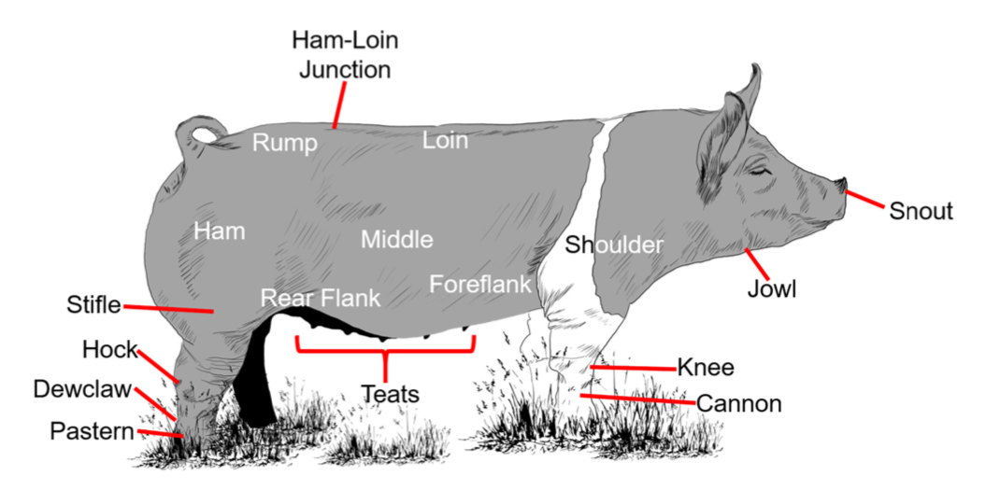 Ham-Loin
Junction
Rump
Loin
Snout
Ham
Middle
Shoulder
Foreflank
Jowl
Rear Flank
Stifle
Hock
Knee
Dewclaw
Teats
Cannon
Pastern